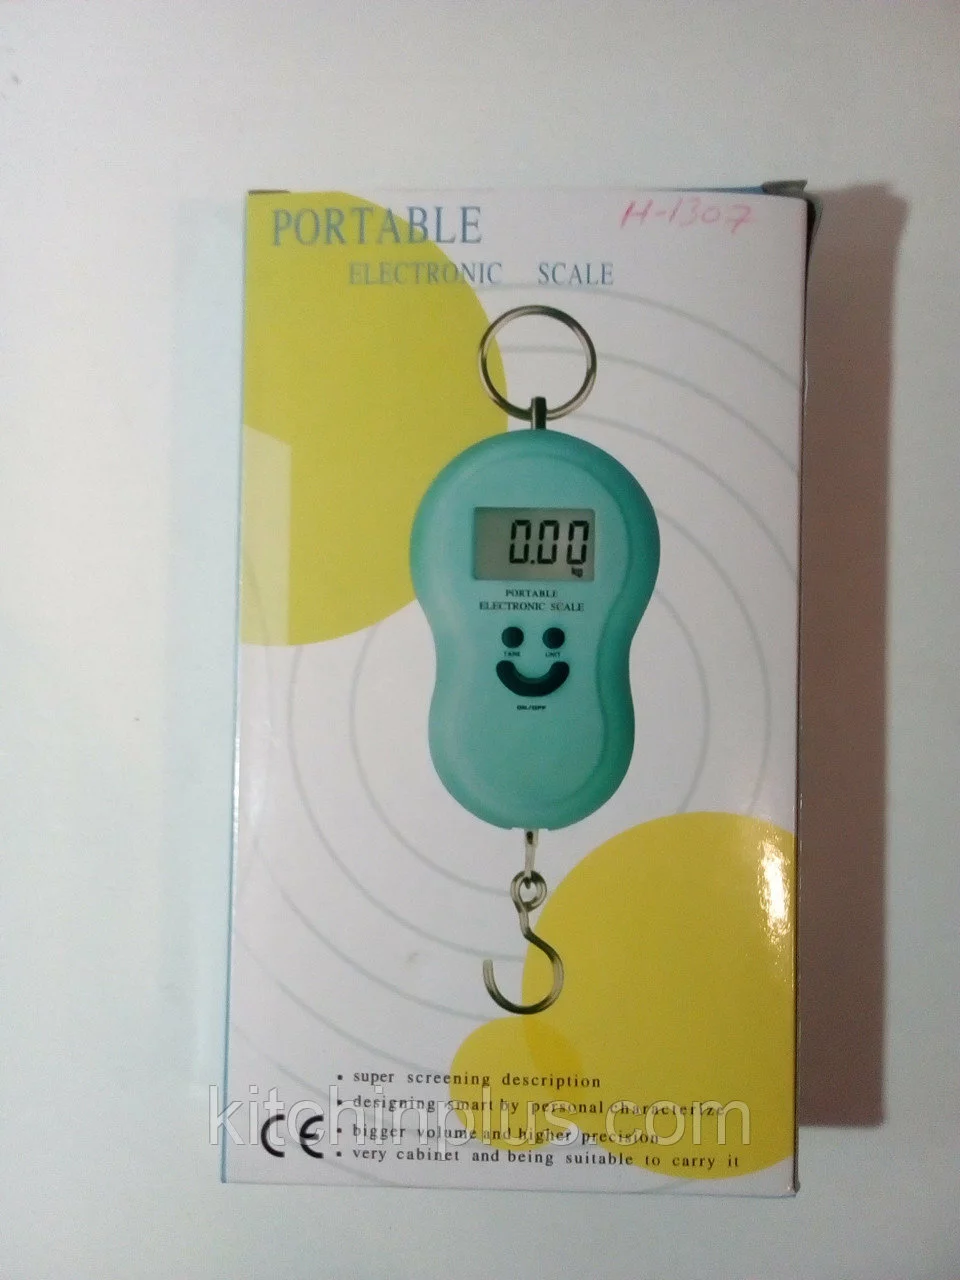 PORTABLE
H-1307
ELECTRONIC SCALE
0.00
kg
PORTABLE
ELECTRONIC SCALE
TARE UNIT
ON/OFF
• super screening description
• designing smart by personal characterize
• bigger volume and higher precision
• very cabinet and being suitable to carry it
CE
kitchinplus.com